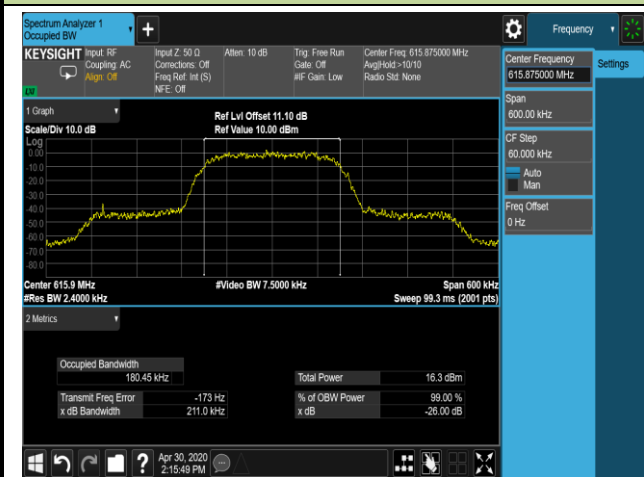 Spectrum Analyzer 1
Occupied BW
Frequency
KEYSIGHT
Input: RF
Coupling: AC
Align: Off
Input Z: 50 Ω
Corrections: Off
Freq Ref: Int (S)
NFE: Off
Atten: 10 dB
Trig: Free Run
Gate: Off
#IF Gain: Low
Center Freq: 615.875000 MHz
Avg|Hold:>10/10
Radio Std: None
1 Graph
Scale/Div 10.0 dB
Ref Lvl Offset 11.10 dB
Ref Value 10.00 dBm
Log
0.00
-10.0
-20.0
-30.0
-40.0
-50.0
-60.0
-70.0
-80.0
Center 615.9 MHz
#Res BW 2.4000 kHz
#Video BW 7.5000 kHz
Span 600 kHz
Sweep 99.3 ms (2001 pts)
2 Metrics
Occupied Bandwidth
180.45 kHz
Total Power 16.3 dBm
Transmit Freq Error -173 Hz
% of OBW Power 99.00 %
x dB Bandwidth 211.0 kHz
x dB -26.00 dB
Center Frequency
615.875000 MHz
Settings
Span
600.00 kHz
CF Step
60.000 kHz
Auto
Man
Freq Offset
0 Hz
Apr 30, 2020
2:15:49 PM